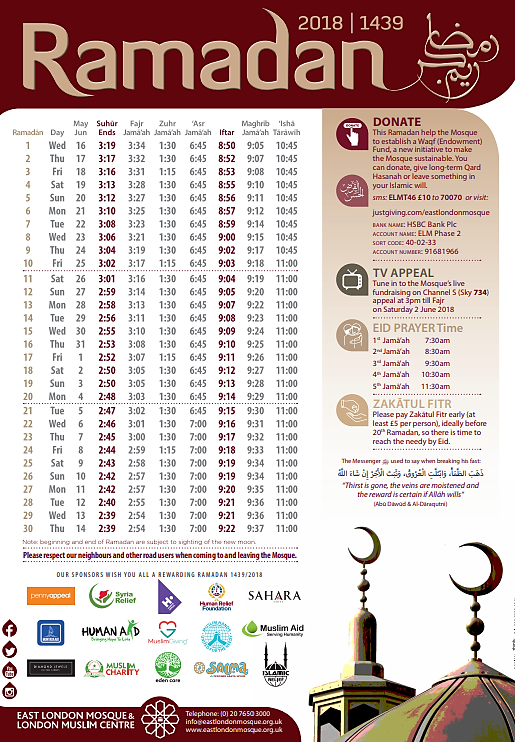 Ramadan
2018 | 1439
رمضان كريم
Ramadān Day May Jun Suhūr Ends Fajr Jamā'ah Zuhr Jamā'ah 'Asr Jamā'ah Iftar Maghrib Jamā'ah 'Ishā Tarāwīh
1 Wed 16 3:19 3:34 1:30 6:45 8:50 9:05 10:45
2 Thu 17 3:17 3:32 1:30 6:45 8:52 9:07 10:45
3 Fri 18 3:16 3:31 1:15 6:45 8:53 9:08 10:45
4 Sat 19 3:13 3:28 1:30 6:45 8:55 9:10 10:45
5 Sun 20 3:12 3:27 1:30 6:45 8:56 9:11 10:45
6 Mon 21 3:10 3:25 1:30 6:45 8:57 9:12 10:45
7 Tue 22 3:08 3:23 1:30 6:45 8:59 9:14 10:45
8 Wed 23 3:06 3:21 1:30 6:45 9:00 9:15 10:45
9 Thu 24 3:04 3:19 1:30 6:45 9:02 9:17 10:45
10 Fri 25 3:02 3:17 1:15 6:45 9:03 9:18 11:00
11 Sat 26 3:01 3:16 1:30 6:45 9:04 9:19 11:00
12 Sun 27 2:59 3:14 1:30 6:45 9:05 9:20 11:00
13 Mon 28 2:58 3:13 1:30 6:45 9:07 9:22 11:00
14 Tue 29 2:56 3:11 1:30 6:45 9:08 9:23 11:00
15 Wed 30 2:55 3:10 1:30 6:45 9:09 9:24 11:00
16 Thu 31 2:53 3:08 1:30 6:45 9:10 9:25 11:00
17 Fri 1 2:52 3:07 1:15 6:45 9:11 9:26 11:00
18 Sat 2 2:50 3:05 1:30 6:45 9:12 9:27 11:00
19 Sun 3 2:50 3:05 1:30 6:45 9:13 9:28 11:00
20 Mon 4 2:48 3:03 1:30 6:45 9:14 9:29 11:00
21 Tue 5 2:47 3:02 1:30 6:45 9:15 9:30 11:00
22 Wed 6 2:46 3:01 1:30 7:00 9:16 9:31 11:00
23 Thu 7 2:45 3:00 1:30 7:00 9:17 9:32 11:00
24 Fri 8 2:44 2:59 1:15 7:00 9:18 9:33 11:00
25 Sat 9 2:43 2:58 1:30 7:00 9:19 9:34 11:00
26 Sun 10 2:42 2:57 1:30 7:00 9:19 9:34 11:00
27 Mon 11 2:42 2:57 1:30 7:00 9:20 9:35 11:00
28 Tue 12 2:40 2:55 1:30 7:00 9:21 9:36 11:00
29 Wed 13 2:39 2:54 1:30 7:00 9:21 9:36 11:00
30 Thu 14 2:39 2:54 1:30 7:00 9:22 9:37 11:00
Note: beginning and end of Ramadan are subject to sighting of the new moon.
Please respect our neighbours and other road users when coming to and leaving the Mosque.
OUR SPONSORS WISH YOU ALL A REWARDING RAMADAN 1439/2018
pennyappeal
Syria Relief
Human Relief Foundation
SAHARA
HUMAN AID
Bringing Hope To Lives
MuslimGiving
Muslim Aid
Serving Humanity
DIAMOND JEWELS
MUSLIM CHARITY
eden care
Salma
ISLAMIC RELIEF
DONATE
DONATE
This Ramadan help the Mosque
to establish a Waqf (Endowment)
Fund, a new initiative to make
the Mosque sustainable. You
can donate, give long-term Qard
Hasanah or leave something in
your Islamic will.
sms: ELMT46 £10 to 70070 or visit:
justgiving.com/eastlondonmosque
BANK NAME: HSBC Bank Plc
ACCOUNT NAME: ELM Phase 2
SORT CODE: 40-02-33
ACCOUNT NUMBER: 91681966
TV APPEAL
Tune in to the Mosque's live
fundraising on Channel S (Sky 734)
appeal at 3pm till Fajr
on Saturday 2 June 2018
EID PRAYER Time
1st Jamā'ah 7:30am
2nd Jamā'ah 8:30am
3rd Jamā'ah 9:30am
4th Jamā'ah 10:30am
5th Jamā'ah 11:30am
ZAKĀTUL FITR
Please pay Zakātul Fitr early (at
least £5 per person), ideally before
20th Ramadan, so there is time to
reach the needy by Eid.
The Messenger ﷺ used to say when breaking his fast:
ذَهَبَ الظَّمَأُ، وَابْتَلَّتِ الْعُرُوقُ، وَثَبَتَ الْأَجْرُ إِنْ شَاءَ اللَّهُ
"Thirst is gone, the veins are moistened and
the reward is certain if Allāh wills"
(Abū Dāwūd & Al-Dāraqutnī)
EAST LONDON MOSQUE &
LONDON MUSLIM CENTRE
Telephone: (0) 20 7650 3000
info@eastlondonmosque.org.uk
www.eastlondonmosque.org.uk